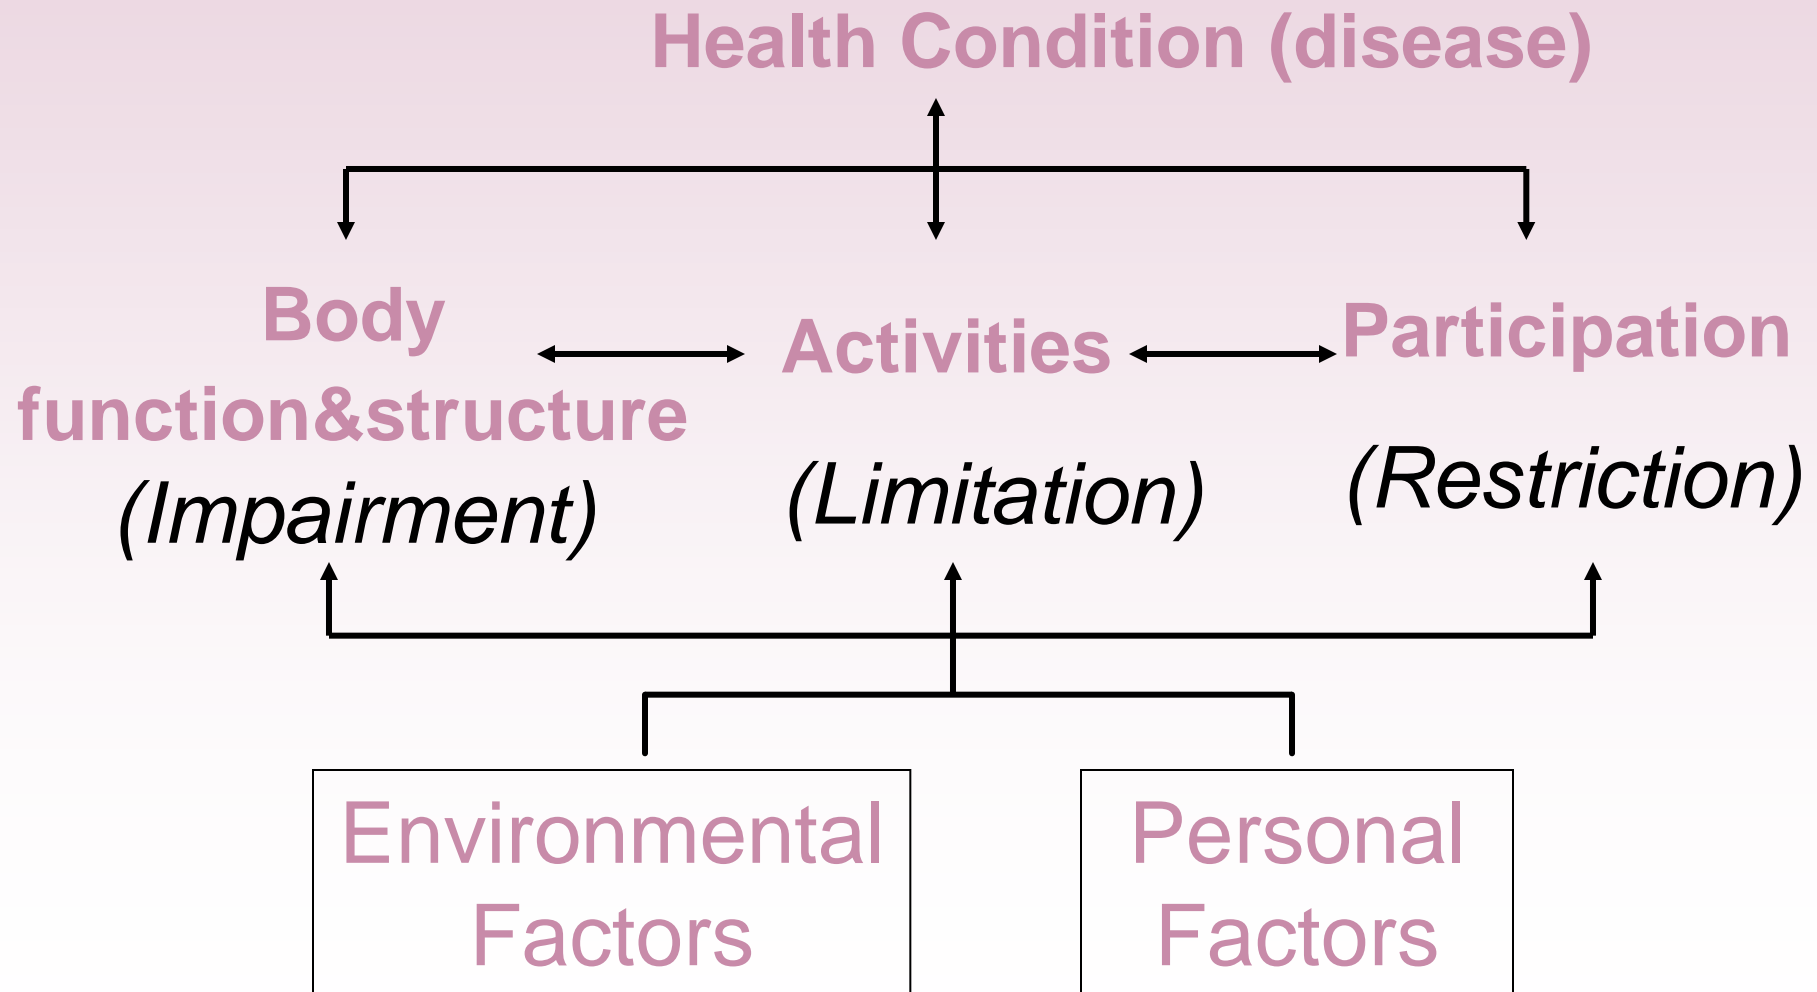 Health Condition (disease)
Body
function&structure
(Impairment)
Activities
(Limitation)
Participation
(Restriction)
Environmental
Factors
Personal
Factors